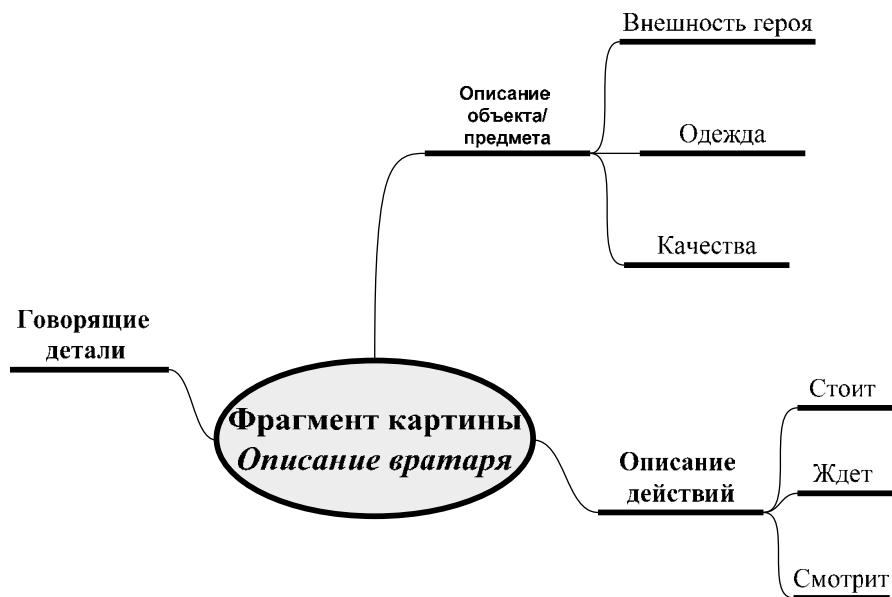 Внешность героя
Описание
объекта/
предмета
Одежда
Качества
Говорящие
детали
Фрагмент картины
Описание вратаря
Описание
действий
Стоит
Ждет
Смотрит